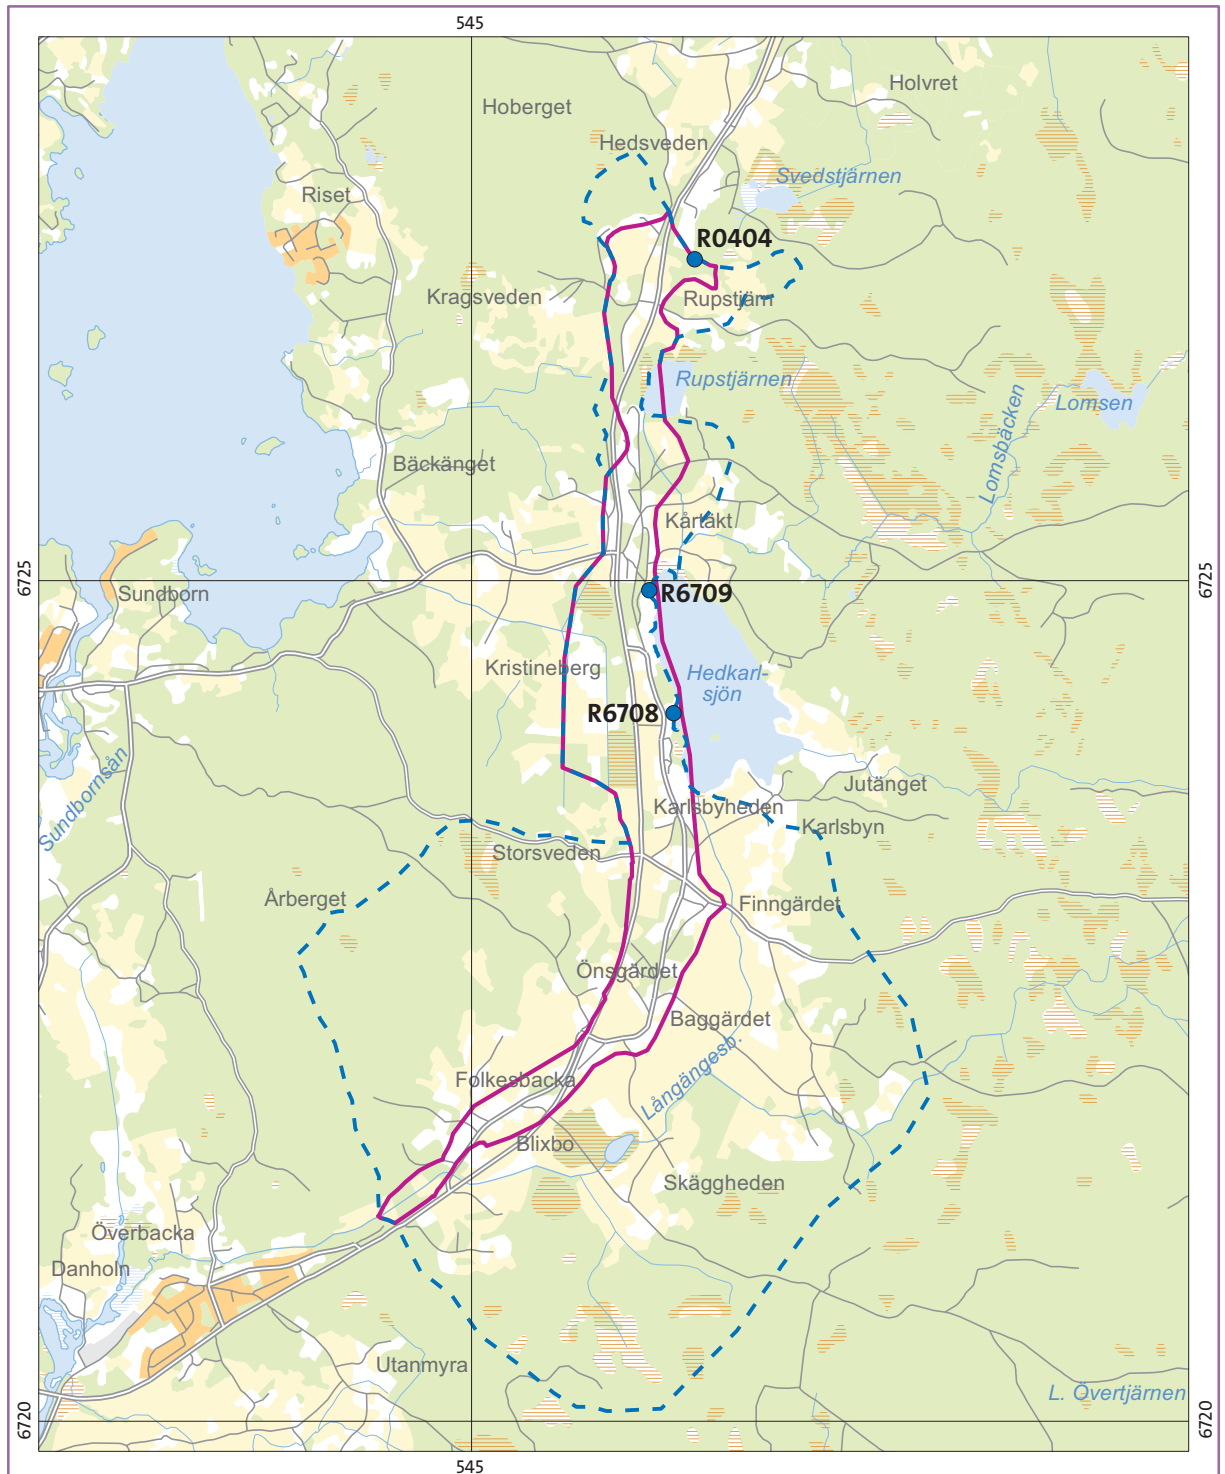 545
Holvret
Hoberget
Hedsveden
Svedstjärnen
Riset
R0404
Kragsveden
Rupstjärn
Rupstjärnen
Lomsen
Lomsbäcken
Bäckänget
Kårtäkt
6725
6725
Sundborn
R6709
Kristineberg
Hedkarl-
sjön
R6708
Sundbornsån
Jutänget
Karlsbyheden
Karlsbyn
Storsveden
Årberget
Finngärdet
Önsgärdet
Baggärdet
Långängesb.
Folkesbacka
Blixbo
Skäggheden
Överbacka
Danholn
Utanmyra
L. Övertjärnen
6720
6720
545